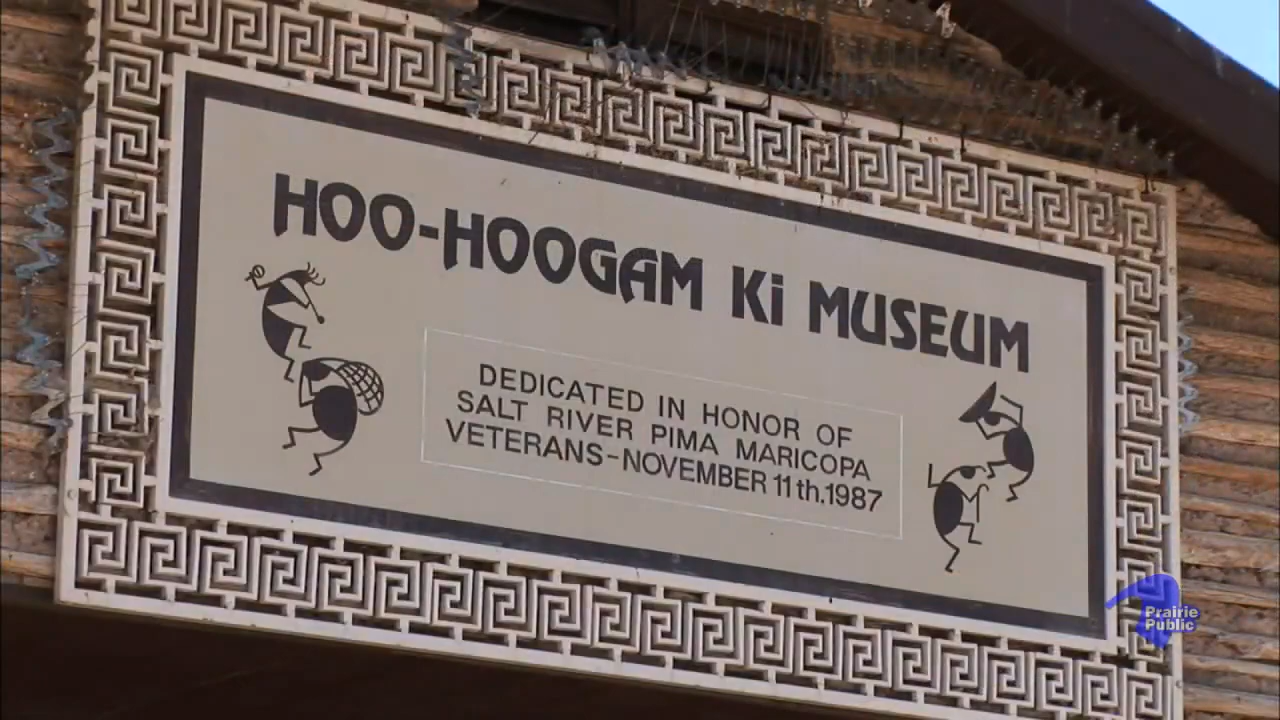 HOO-HOOGAM Ki MUSEUM
DEDICATED IN HONOR OF
SALT RIVER PIMA MARICOPA
VETERANS-NOVEMBER 11th.1987
Prairie
Public